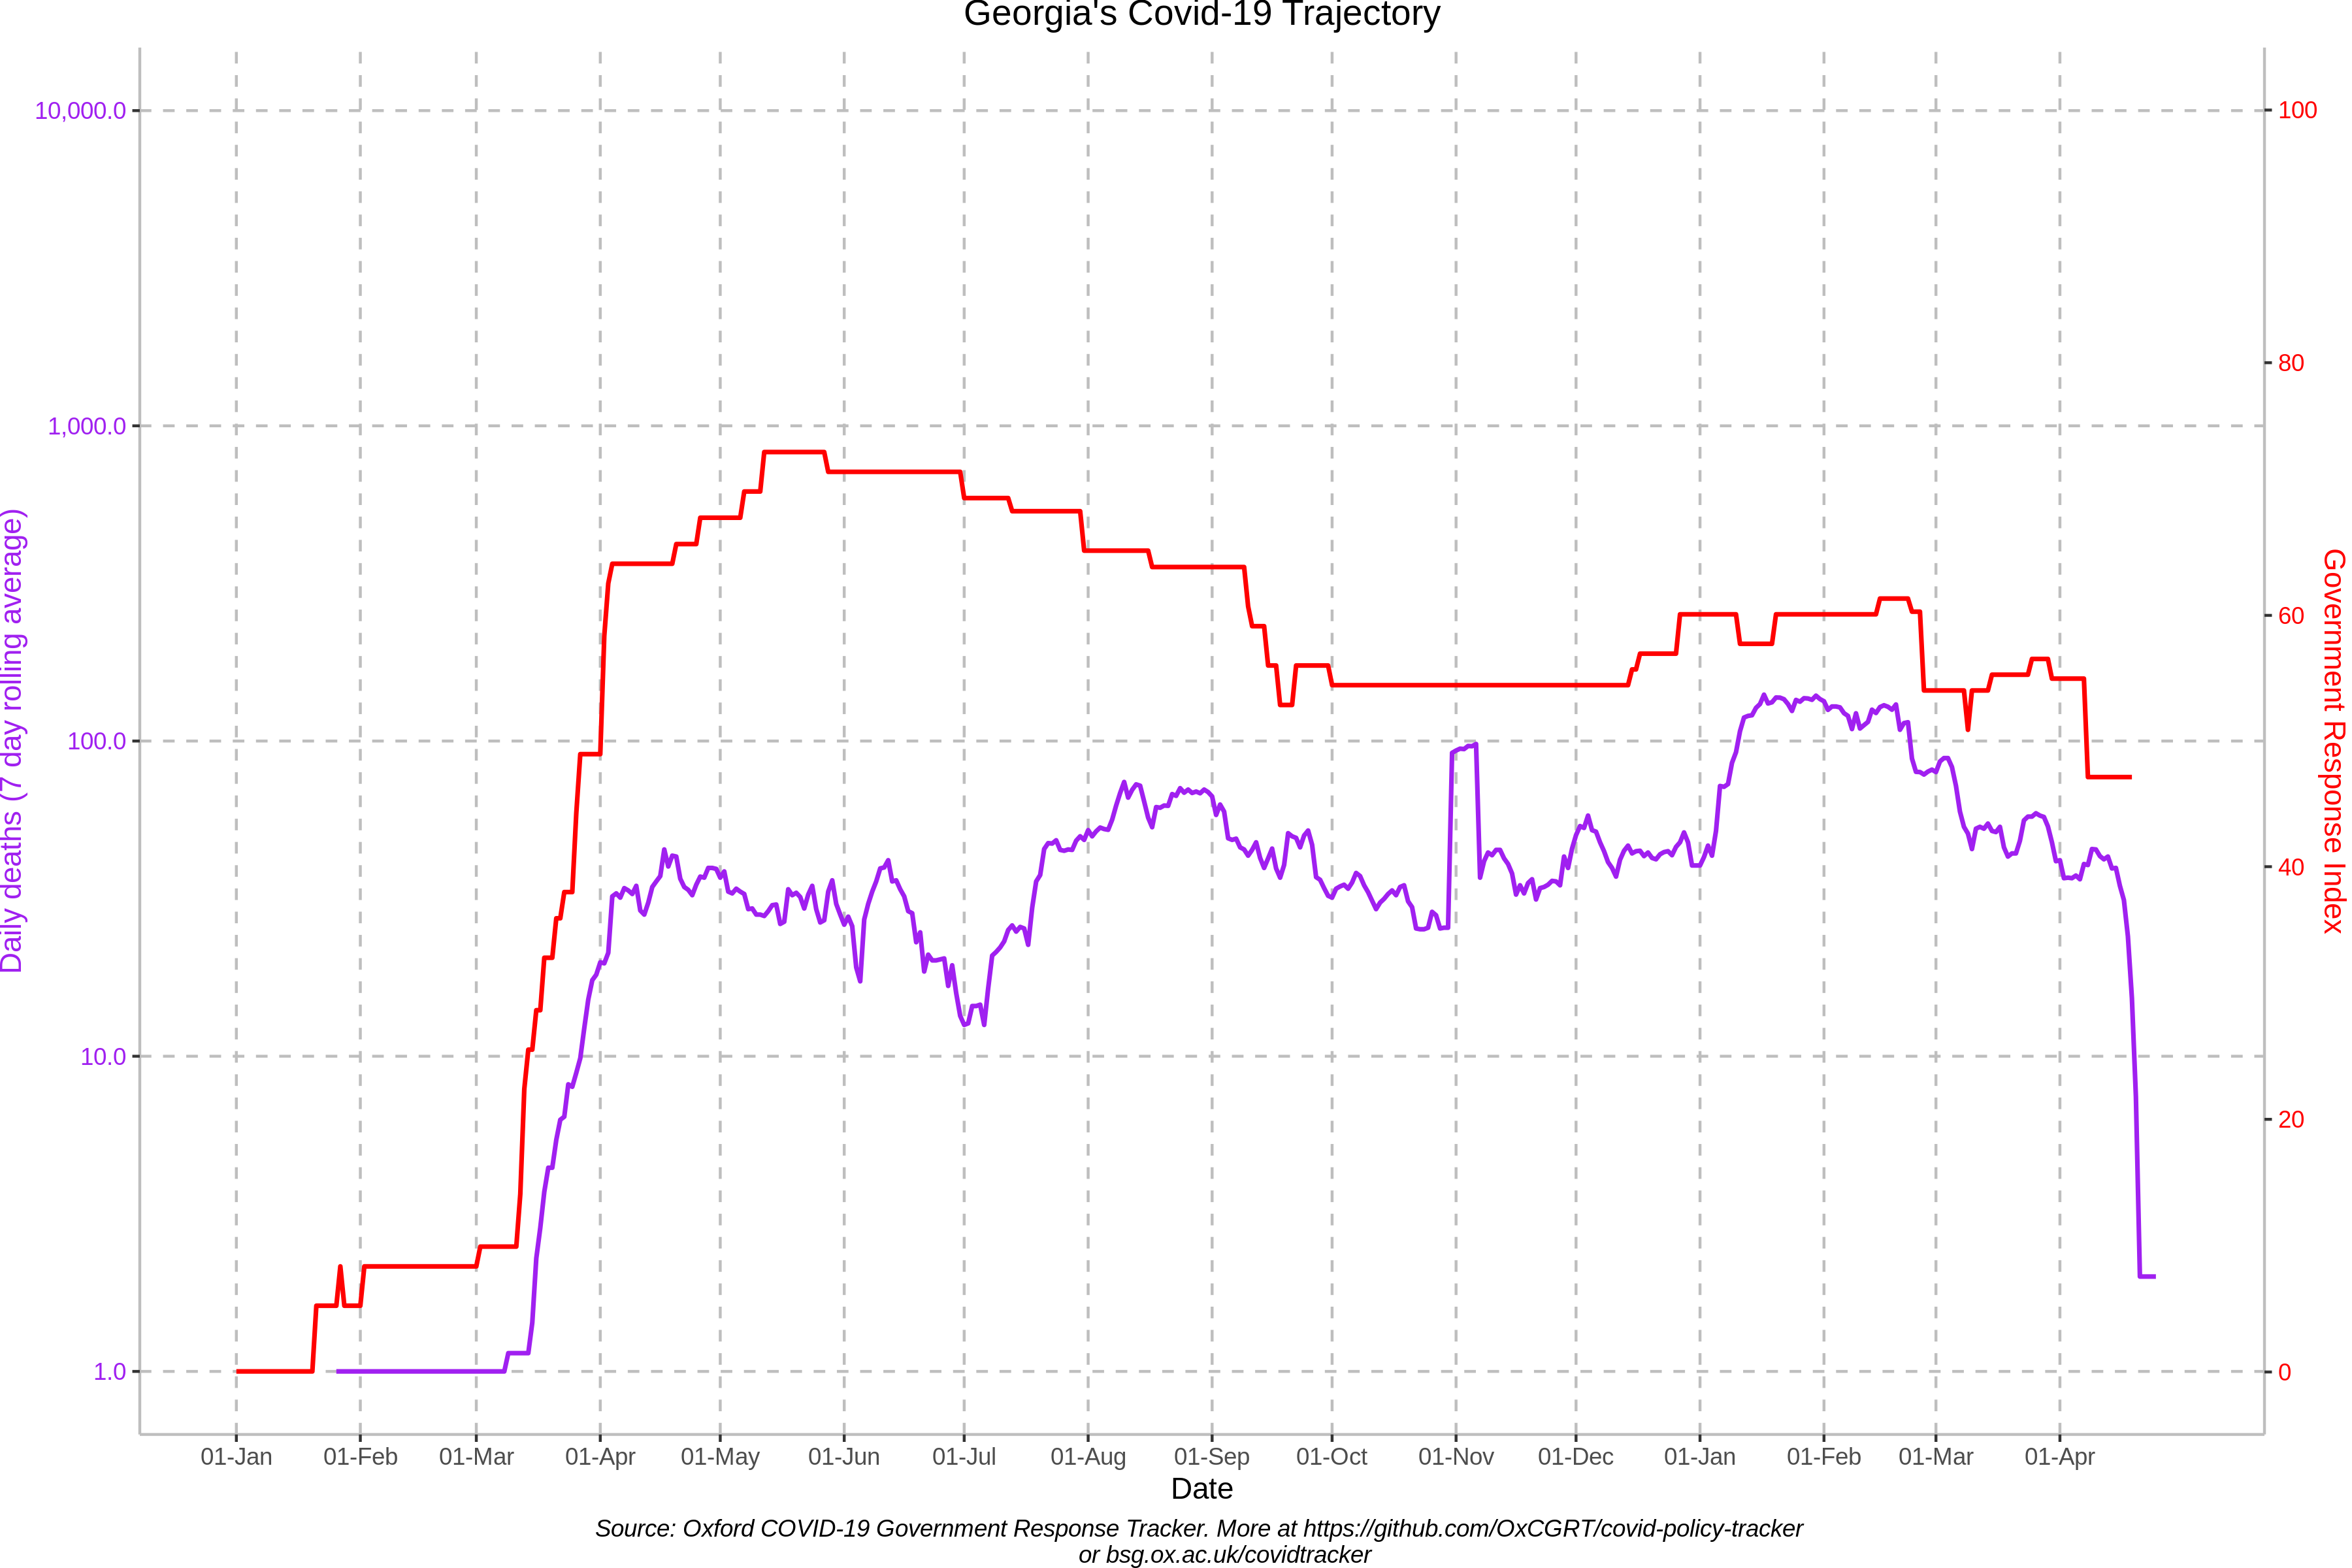 Georgia's Covid-19 Trajectory
10,000.0
1,000.0
100.0
10.0
1.0
Daily deaths (7 day rolling average)
100
80
60
40
20
0
Government Response Index
01-Jan 01-Feb 01-Mar 01-Apr 01-May 01-Jun 01-Jul 01-Aug 01-Sep 01-Oct 01-Nov 01-Dec 01-Jan 01-Feb 01-Mar 01-Apr
Date
Source: Oxford COVID-19 Government Response Tracker. More at https://github.com/OxCGRT/covid-policy-tracker
or bsg.ox.ac.uk/covidtracker